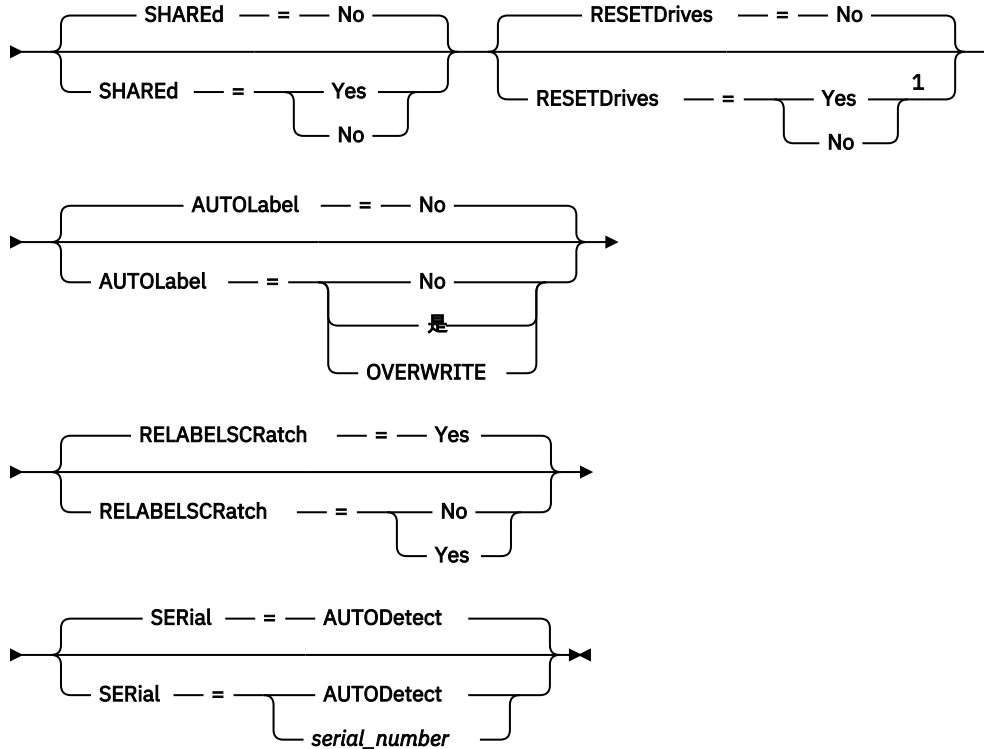 SHAREd = No
SHAREd = Yes
No
RESETDrives = No
RESETDrives = Yes 1
No
AUTOLabel = No
AUTOLabel = No
是
OVERWRITE
RELABELSCRatch = Yes
RELABELSCRatch = No
Yes
SERial = AUTODetect
SERial = AUTODetect
serial_number